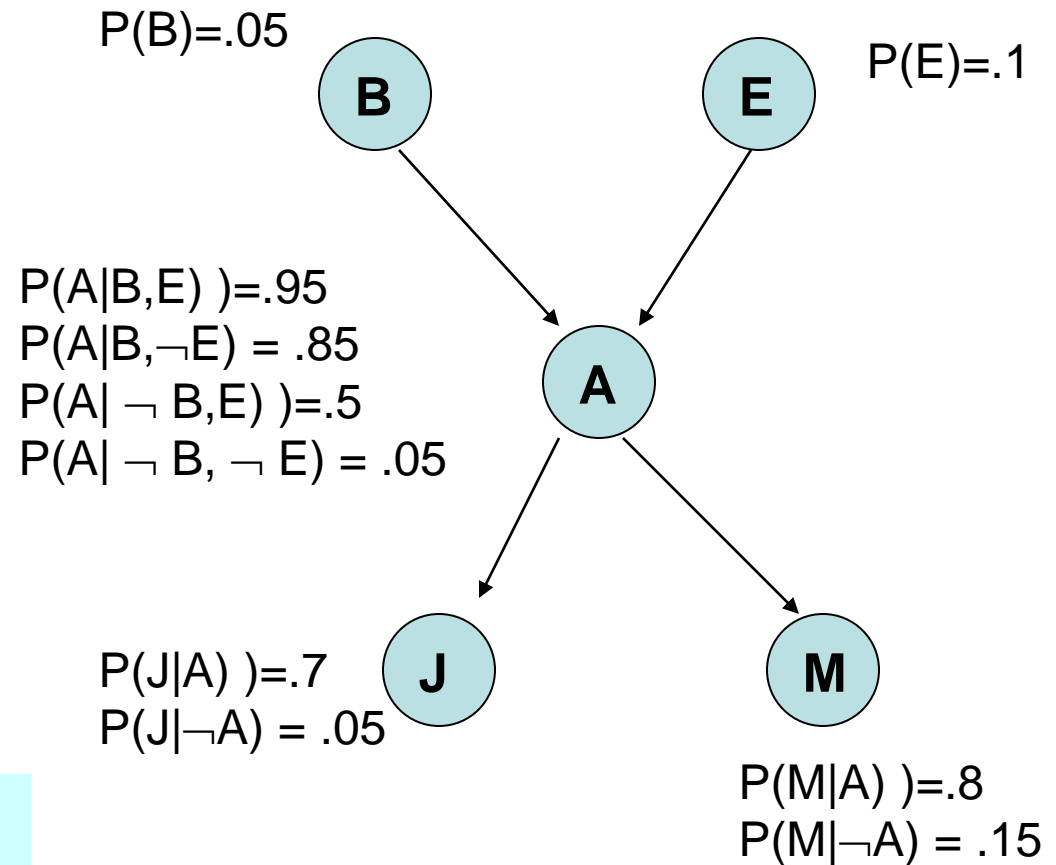 P(B)=.05
P(E)=.1
B
E
P(A|B,E) )=.95
P(A|B,¬E) = .85
P(A| ¬ B,E) )=.5
P(A| ¬ B, ¬ E) = .05
A
P(J|A) )=.7
P(J|¬A) = .05
J
M
P(M|A) )=.8
P(M|¬A) = .15